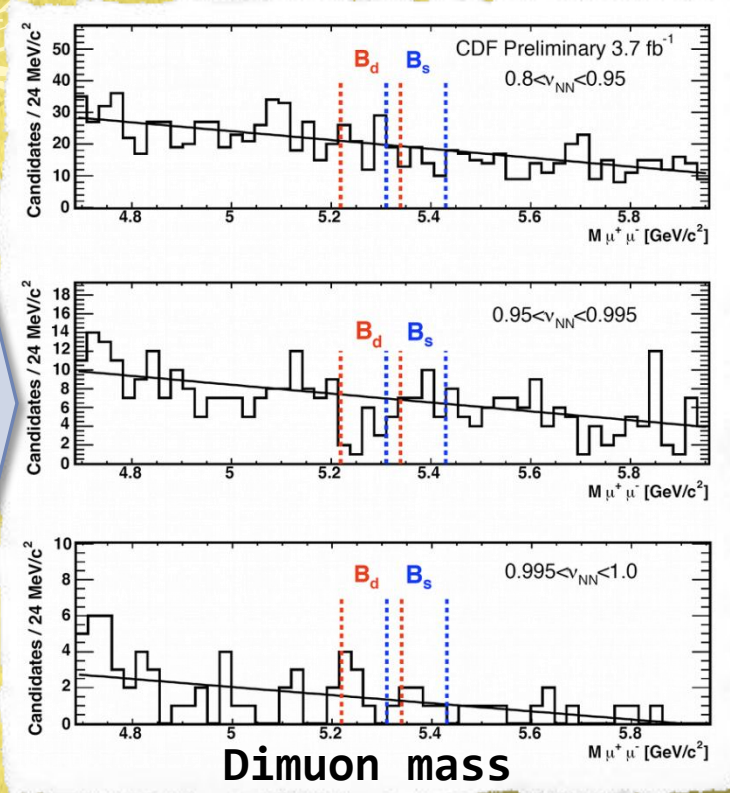 CDF Preliminary 3.7 fb⁻¹
0.8<ν_NN<0.95
B_d
B_s
Candidates / 24 MeV/c²
50
40
30
20
10
0
4.8 5 5.2 5.4 5.6 5.8
M μ⁺ μ⁻ [GeV/c²]
0.95<ν_NN<0.995
B_d
B_s
Candidates / 24 MeV/c²
18
16
14
12
10
8
6
4
2
0
4.8 5 5.2 5.4 5.6 5.8
M μ⁺ μ⁻ [GeV/c²]
0.995<ν_NN<1.0
B_d
B_s
Candidates / 24 MeV/c²
10
8
6
4
2
0
4.8 5 5.2 5.4 5.6 5.8
M μ⁺ μ⁻ [GeV/c²]
Dimuon mass